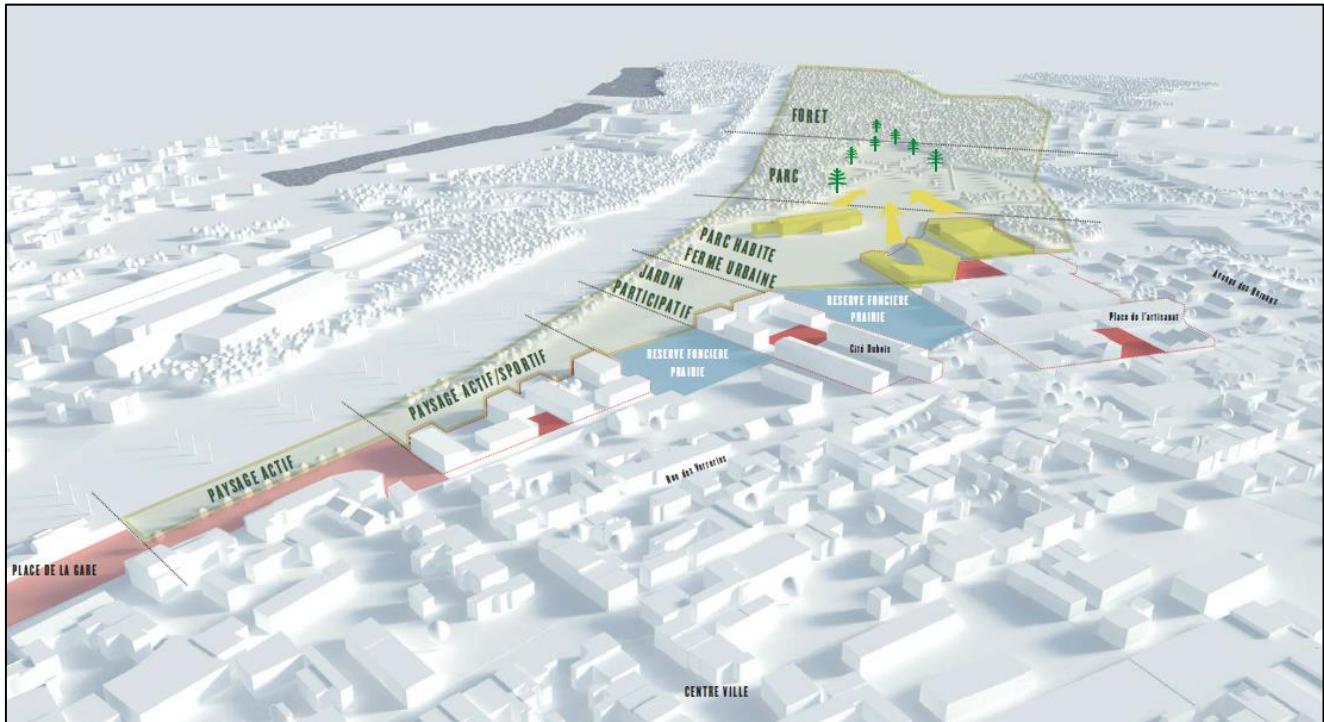 FORET
PARC
PARC HABITE
FERME URBAINE
JARDIN
PARTICIPATIF
RESERVE FONCIERE
PRAIRIE
Avenue des Bernées
Place de l'artisanat
Cité Dubois
RESERVE FONCIERE
PRAIRIE
PAYSAGE ACTIF/SPORTIF
Rue des Verreries
PAYSAGE ACTIF
PLACE DE LA GARE
CENTRE VILLE